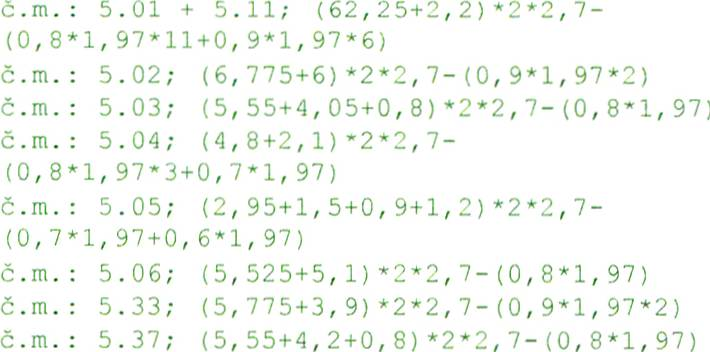 č.m.: 5.01 + 5.11; (62,25+2,2)*2*2,7-
(0,8*1,97*11+0,9*1,97*6)
č.m.: 5.02; (6,775+6)*2*2,7-(0,9*1,97*2)
č.m.: 5.03; (5,55+4,05+0,8)*2*2,7-(0,8*1,97)
č.m.: 5.04; (4,8+2,1)*2*2,7-
(0,8*1,97*3+0,7*1,97)
č.m.: 5.05; (2,95+1,5+0,9+1,2)*2*2,7-
(0,7*1,97+0,6*1,97)
č.m.: 5.06; (5,525+5,1)*2*2,7-(0,8*1,97)
č.m.: 5.33; (5,775+3,9)*2*2,7-(0,9*1,97*2)
č.m.: 5.37; (5,55+4,2+0,8)*2*2,7-(0,8*1,97)